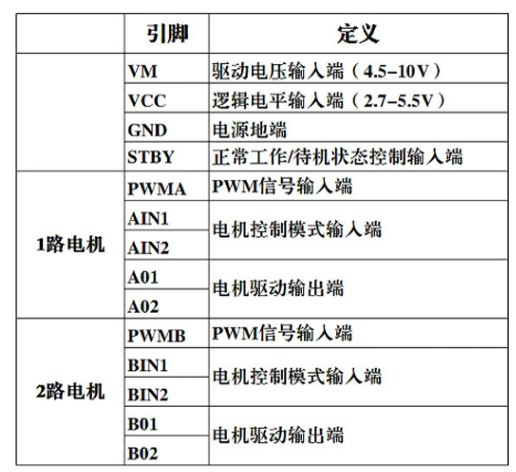 引脚 定义
VM 驱动电压输入端（4.5-10V）
VCC 逻辑电平输入端（2.7-5.5V）
GND 电源地端
STBY 正常工作/待机状态控制输入端
1路电机
PWMA PWM信号输入端
AIN1
AIN2
电机控制模式输入端
A01
A02
电机驱动输出端
2路电机
PWMB PWM信号输入端
BIN1
BIN2
电机控制模式输入端
B01
B02
电机驱动输出端